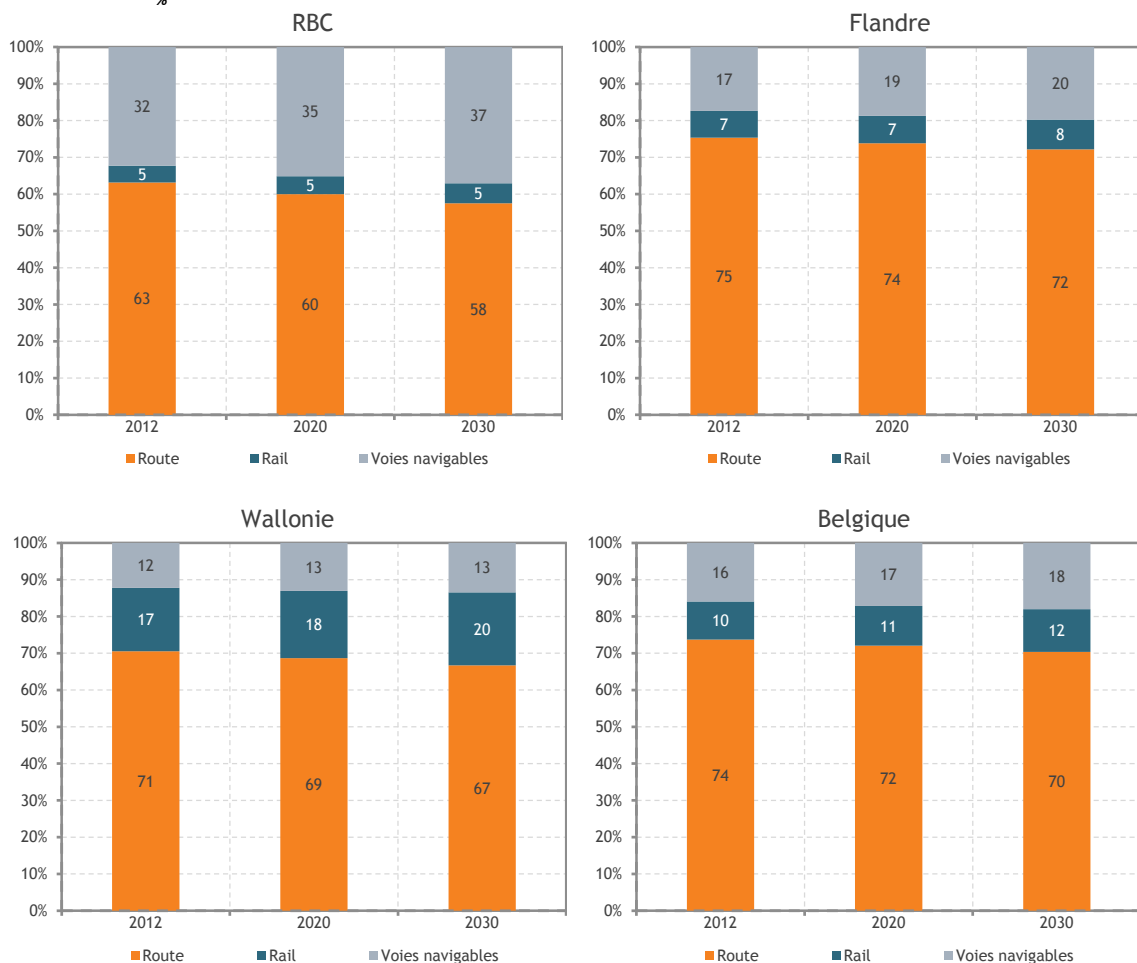 %
RBC
100%
90%
80%
70%
60%
50%
40%
30%
20%
10%
0%
32 35 37
5 5 5
63 60 58
2012 2020 2030
Route Rail Voies navigables
Flandre
100%
90%
80%
70%
60%
50%
40%
30%
20%
10%
0%
17 19 20
7 7 8
75 74 72
2012 2020 2030
Route Rail Voies navigables
Wallonie
100%
90%
80%
70%
60%
50%
40%
30%
20%
10%
0%
12 13 13
17 18 20
71 69 67
2012 2020 2030
Route Rail Voies navigables
Belgique
100%
90%
80%
70%
60%
50%
40%
30%
20%
10%
0%
16 17 18
10 11 12
74 72 70
2012 2020 2030
Route Rail Voies navigables